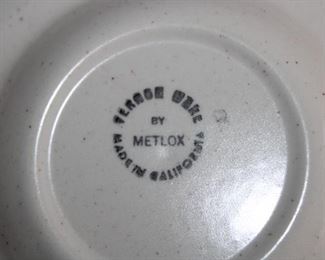 VERNON WARE
BY
METLOX
MADE IN CALIFORNIA